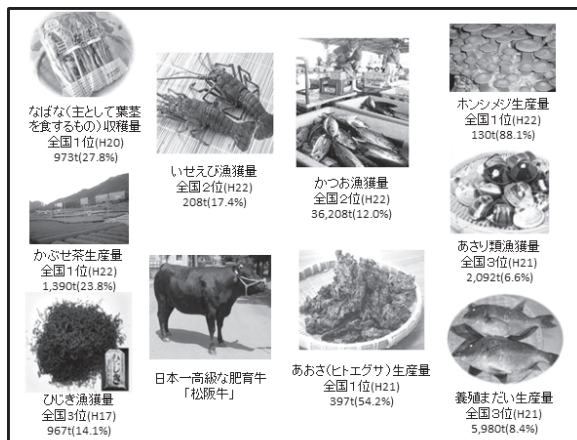 なばな(主として葉茎
を食するもの)収穫量
全国1位(H20)
973t(27.8%)
いせえび漁獲量
全国2位(H22)
208t(17.4%)
かつお漁獲量
全国2位(H22)
36,208t(12.0%)
ホンシメジ生産量
全国1位(H22)
130t(88.1%)
かぶせ茶生産量
全国1位(H22)
1,390t(23.8%)
あさり類漁獲量
全国3位(H21)
2,092t(6.6%)
ひじき漁獲量
全国3位(H17)
967t(14.1%)
日本一高級な肥育牛
「松阪牛」
あおさ(ヒトエグサ)生産量
全国1位(H21)
397t(54.2%)
養殖まだい生産量
全国3位(H21)
5,980t(8.4%)